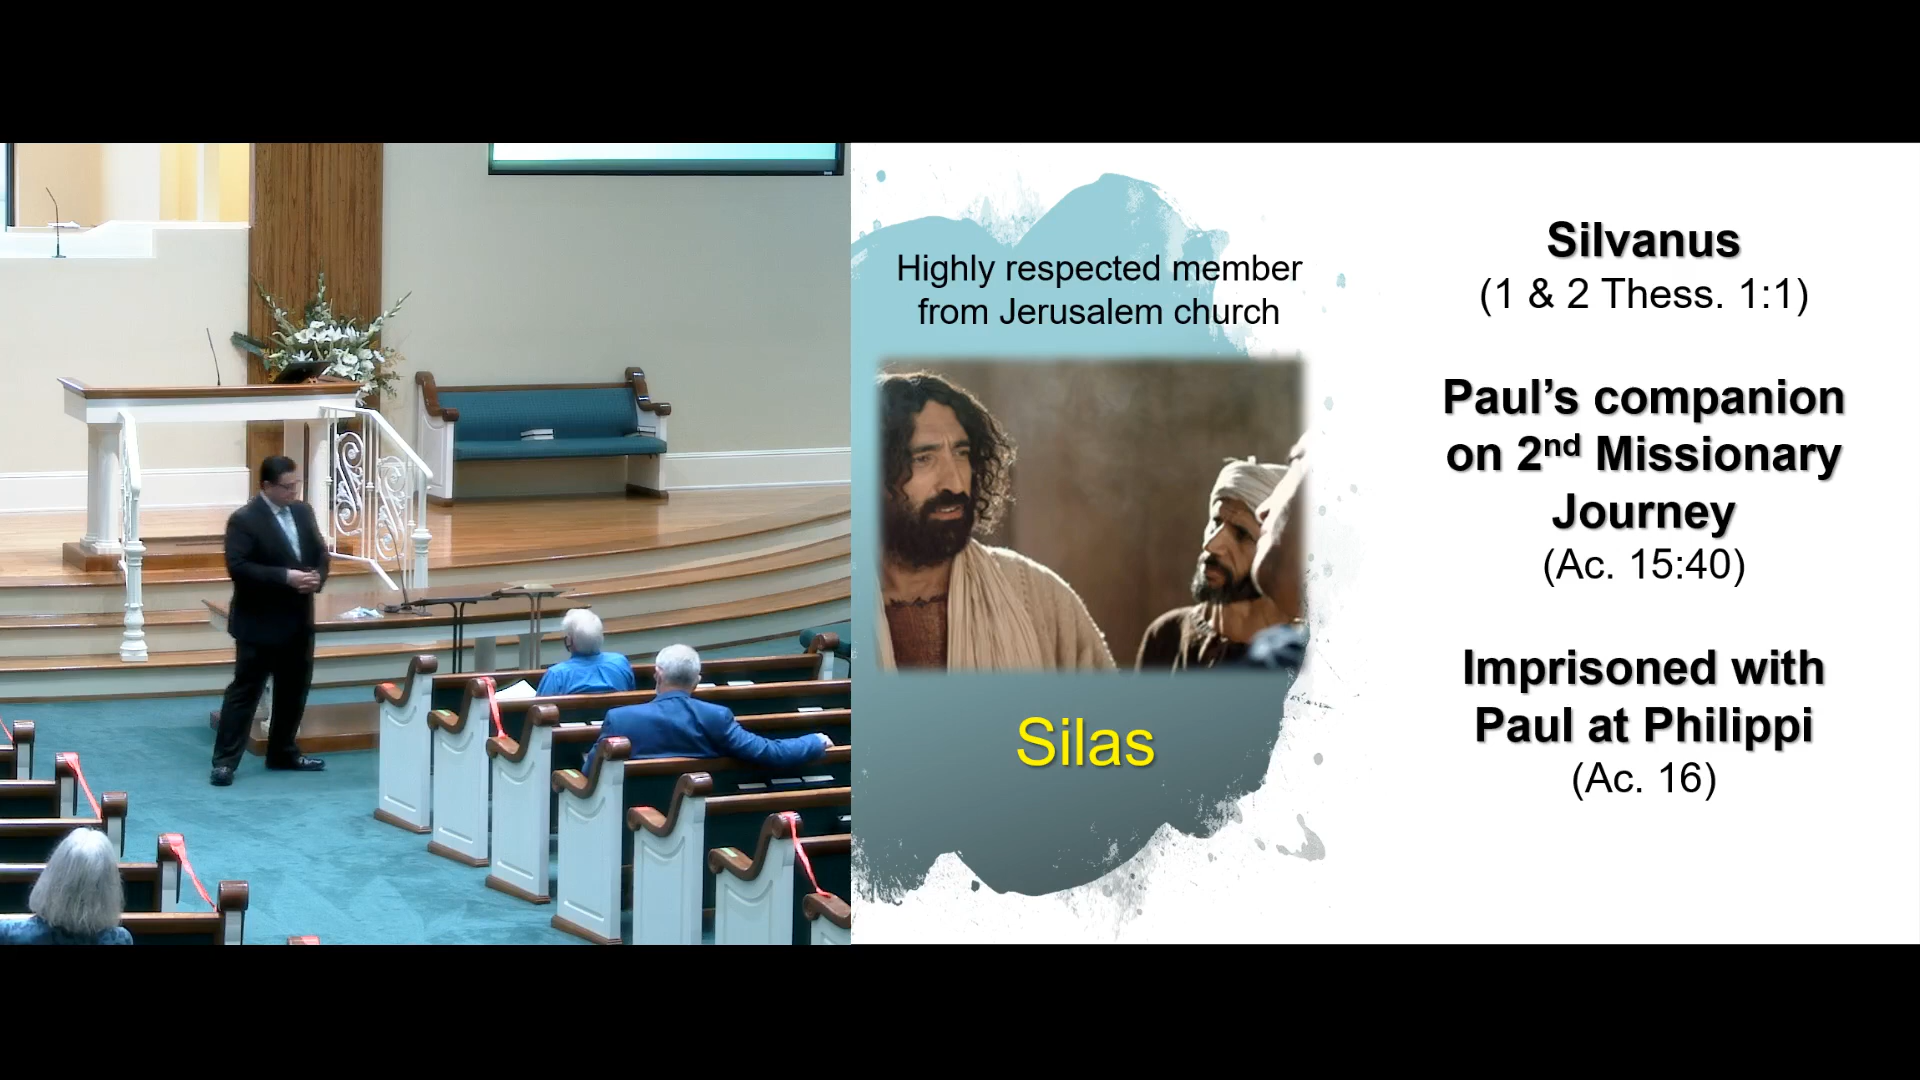 Highly respected member
from Jerusalem church
Silas
Silvanus
(1 & 2 Thess. 1:1)
Paul’s companion
on 2nd Missionary
Journey
(Ac. 15:40)
Imprisoned with
Paul at Philippi
(Ac. 16)